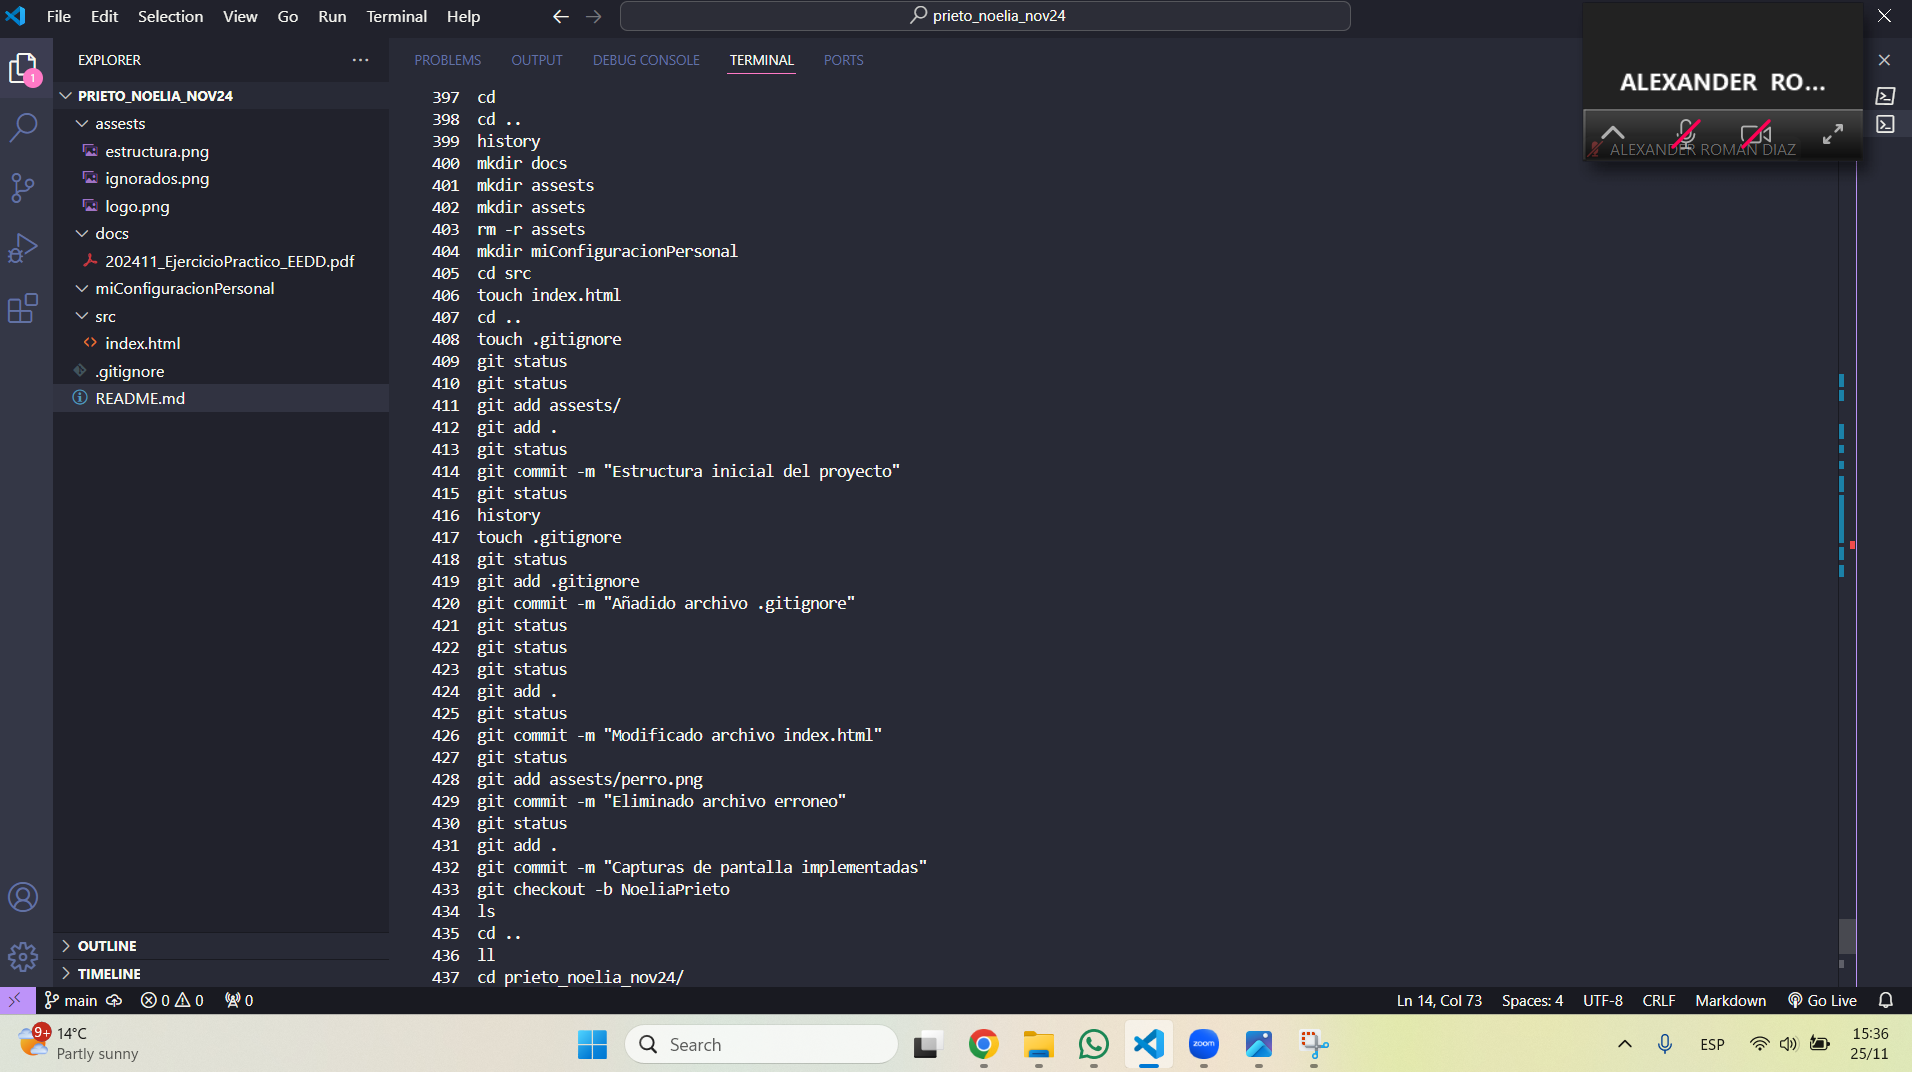 File Edit Selection View Go Run Terminal Help
prieto_noelia_nov24
EXPLORER
1
PRIETO_NOELIA_NOV24
assests
estructura.png
ignorados.png
logo.png
docs
202411_EjercicioPractico_EEDD.pdf
miConfiguracionPersonal
src
index.html
.gitignore
README.md
OUTLINE
TIMELINE
PROBLEMS OUTPUT DEBUG CONSOLE TERMINAL PORTS
397 cd
398 cd ..
399 history
400 mkdir docs
401 mkdir assests
402 mkdir assets
403 rm -r assets
404 mkdir miConfiguracionPersonal
405 cd src
406 touch index.html
407 cd ..
408 touch .gitignore
409 git status
410 git status
411 git add assests/
412 git add .
413 git status
414 git commit -m "Estructura inicial del proyecto"
415 git status
416 history
417 touch .gitignore
418 git status
419 git add .gitignore
420 git commit -m "Añadido archivo .gitignore"
421 git status
422 git status
423 git status
424 git add .
425 git status
426 git commit -m "Modificado archivo index.html"
427 git status
428 git add assests/perro.png
429 git commit -m "Eliminado archivo erroneo"
430 git status
431 git add .
432 git commit -m "Capturas de pantalla implementadas"
433 git checkout -b NoeliaPrieto
434 ls
435 cd ..
436 ll
437 cd prieto_noelia_nov24/
ALEXANDER RO...
ALEXANDER ROMAN DIAZ
main 0 0 0 Ln 14, Col 73 Spaces: 4 UTF-8 CRLF Markdown Go Live
9+ 14°C
Partly sunny
Search
zoom
ESP
15:36
25/11